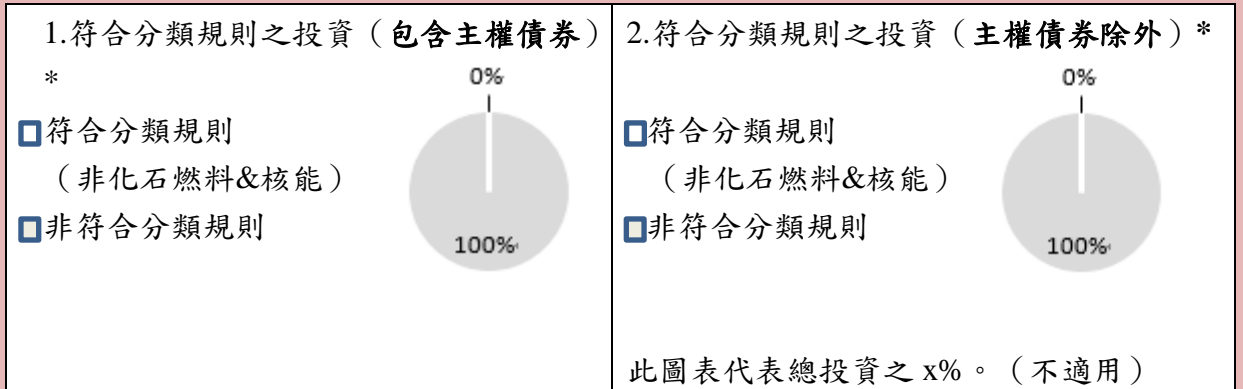 1.符合分類規則之投資（包含主權債券）
*
0%
符合分類規則
（非化石燃料&核能）
非符合分類規則
100%
2.符合分類規則之投資（主權債券除外）*
0%
符合分類規則
（非化石燃料&核能）
非符合分類規則
100%
此圖表代表總投資之 x%。（不適用）